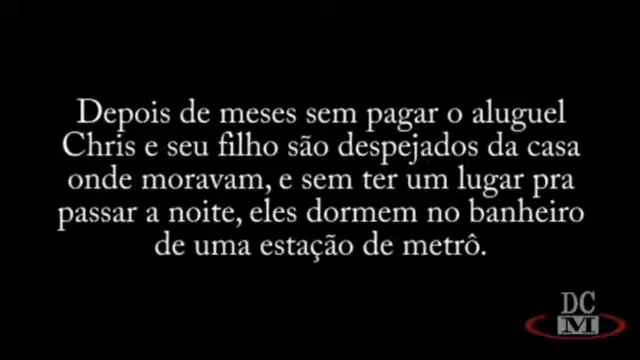 Depois de meses sem pagar o aluguel
Chris e seu filho são despejados da casa
onde moravam, e sem ter um lugar pra
passar a noite, eles dormem no banheiro
de uma estação de metrô.
DC
M